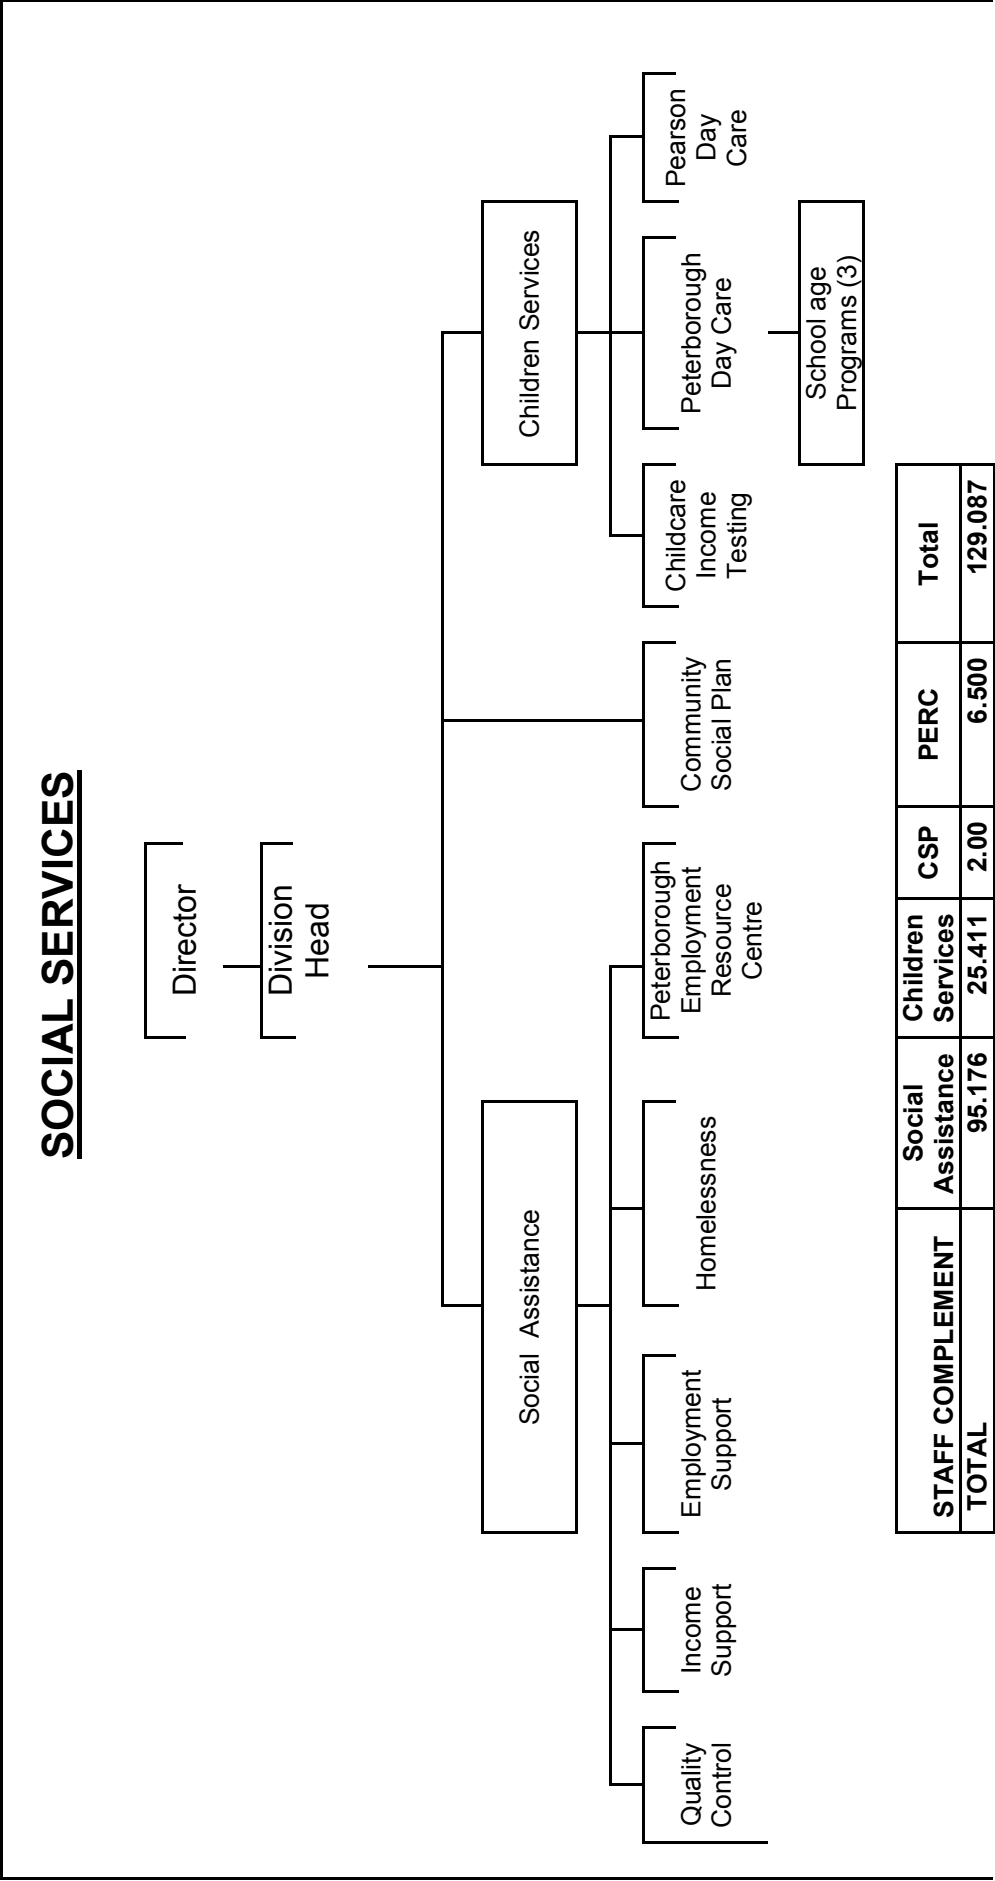 SOCIAL SERVICES
Director
Division
Head
Social Assistance
Children Services
Quality
Control
Income
Support
Employment
Support
Homelessness
Peterborough
Employment
Resource
Centre
Community
Social Plan
Childcare
Income
Testing
Peterborough
Day Care
Pearson
Day
Care
School age
Programs (3)
STAFF COMPLEMENT
Social
Assistance
Children
Services
CSP
PERC
Total
TOTAL 95.176 25.411 2.00 6.500 129.087